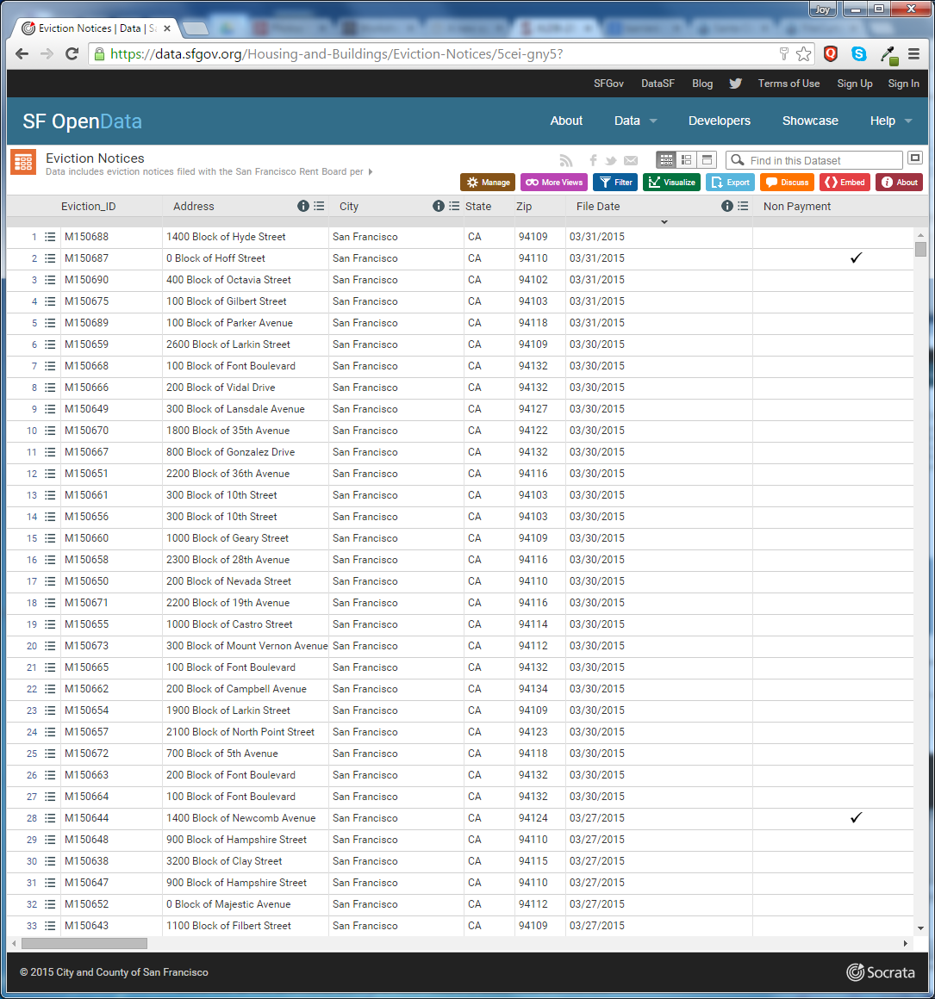 Joy
Eviction Notices | Data | S
https://data.sfgov.org/Housing-and-Buildings/Eviction-Notices/5cei-gny5?
SFGov DataSF Blog Terms of Use Sign Up Sign In
SF OpenData About Data Developers Showcase Help
Eviction Notices
Data includes eviction notices filed with the San Francisco Rent Board per
Find in this Dataset
Manage More Views Filter Visualize Export Discuss Embed About
Eviction_ID Address City State Zip File Date Non Payment
1 M150688 1400 Block of Hyde Street San Francisco CA 94109 03/31/2015
2 M150687 0 Block of Hoff Street San Francisco CA 94110 03/31/2015 ✓
3 M150690 400 Block of Octavia Street San Francisco CA 94102 03/31/2015
4 M150675 100 Block of Gilbert Street San Francisco CA 94103 03/31/2015
5 M150689 100 Block of Parker Avenue San Francisco CA 94118 03/31/2015
6 M150659 2600 Block of Larkin Street San Francisco CA 94109 03/30/2015
7 M150668 100 Block of Font Boulevard San Francisco CA 94132 03/30/2015
8 M150666 200 Block of Vidal Drive San Francisco CA 94132 03/30/2015
9 M150649 300 Block of Lansdale Avenue San Francisco CA 94127 03/30/2015
10 M150670 1800 Block of 35th Avenue San Francisco CA 94122 03/30/2015
11 M150667 800 Block of Gonzalez Drive San Francisco CA 94132 03/30/2015
12 M150651 2200 Block of 36th Avenue San Francisco CA 94116 03/30/2015
13 M150661 300 Block of 10th Street San Francisco CA 94103 03/30/2015
14 M150656 300 Block of 10th Street San Francisco CA 94103 03/30/2015
15 M150660 1000 Block of Geary Street San Francisco CA 94109 03/30/2015
16 M150658 2300 Block of 28th Avenue San Francisco CA 94116 03/30/2015
17 M150650 200 Block of Nevada Street San Francisco CA 94110 03/30/2015
18 M150671 2200 Block of 19th Avenue San Francisco CA 94116 03/30/2015
19 M150655 1000 Block of Castro Street San Francisco CA 94114 03/30/2015
20 M150673 300 Block of Mount Vernon Avenue San Francisco CA 94112 03/30/2015
21 M150665 100 Block of Font Boulevard San Francisco CA 94132 03/30/2015
22 M150662 200 Block of Campbell Avenue San Francisco CA 94134 03/30/2015
23 M150654 1900 Block of Larkin Street San Francisco CA 94109 03/30/2015
24 M150657 2100 Block of North Point Street San Francisco CA 94123 03/30/2015
25 M150672 700 Block of 5th Avenue San Francisco CA 94118 03/30/2015
26 M150663 200 Block of Font Boulevard San Francisco CA 94132 03/30/2015
27 M150664 100 Block of Font Boulevard San Francisco CA 94132 03/30/2015
28 M150644 1400 Block of Newcomb Avenue San Francisco CA 94124 03/27/2015 ✓
29 M150648 900 Block of Hampshire Street San Francisco CA 94110 03/27/2015
30 M150638 3200 Block of Clay Street San Francisco CA 94115 03/27/2015
31 M150647 900 Block of Hampshire Street San Francisco CA 94110 03/27/2015
32 M150652 0 Block of Majestic Avenue San Francisco CA 94112 03/27/2015
33 M150643 1100 Block of Filbert Street San Francisco CA 94109 03/27/2015
© 2015 City and County of San Francisco Socrata